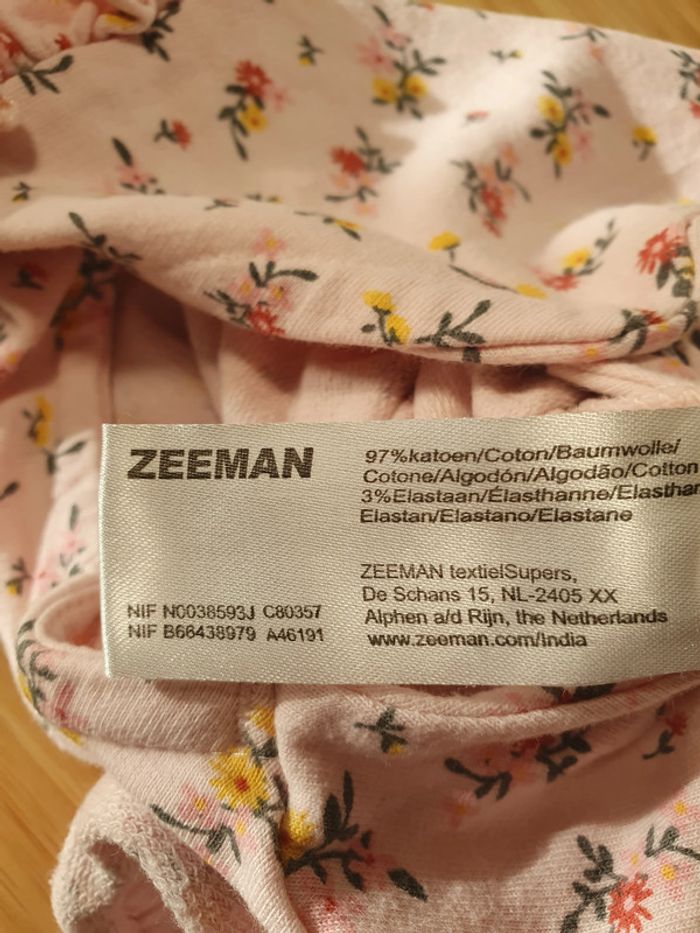 ZEEMAN
97%katoen/Coton/Baumwolle/
Cotone/Algodón/Algodão/Cotton
3%Elastaan/Élasthanne/Elasthan
Elastan/Elastano/Elastane
ZEEMAN textielSupers,
De Schans 15, NL-2405 XX
Alphen a/d Rijn, the Netherlands
www.zeeman.com/India
NIF N0038593J C80357
NIF B66438979 A46191